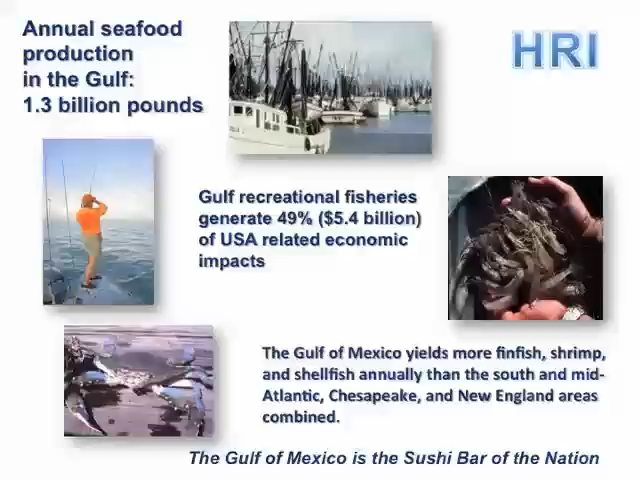 Annual seafood
production
in the Gulf:
1.3 billion pounds
HRI
Gulf recreational fisheries
generate 49% ($5.4 billion)
of USA related economic
impacts
The Gulf of Mexico yields more finfish, shrimp,
and shellfish annually than the south and mid-
Atlantic, Chesapeake, and New England areas
combined.
The Gulf of Mexico is the Sushi Bar of the Nation